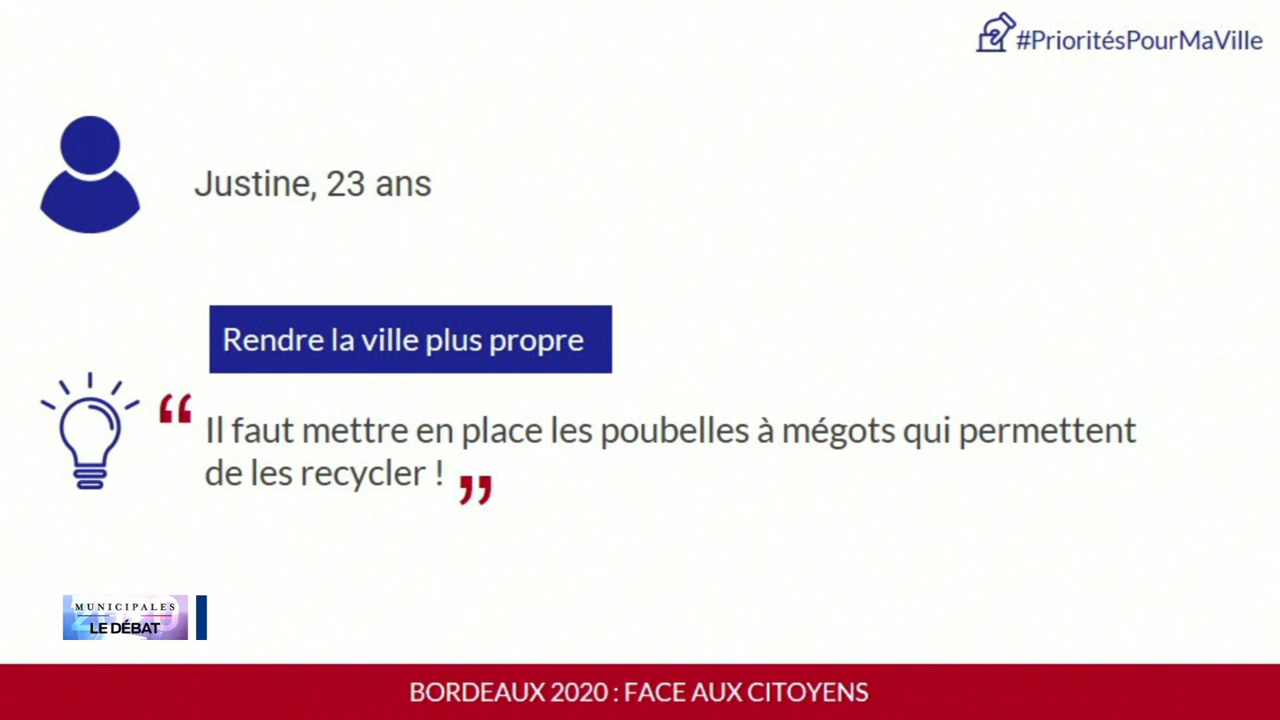 #PrioritésPourMaVille
Justine, 23 ans
Rendre la ville plus propre
“ Il faut mettre en place les poubelles à mégots qui permettent
de les recycler ! ”
2020
MUNICIPALES
LE DÉBAT
BORDEAUX 2020 : FACE AUX CITOYENS